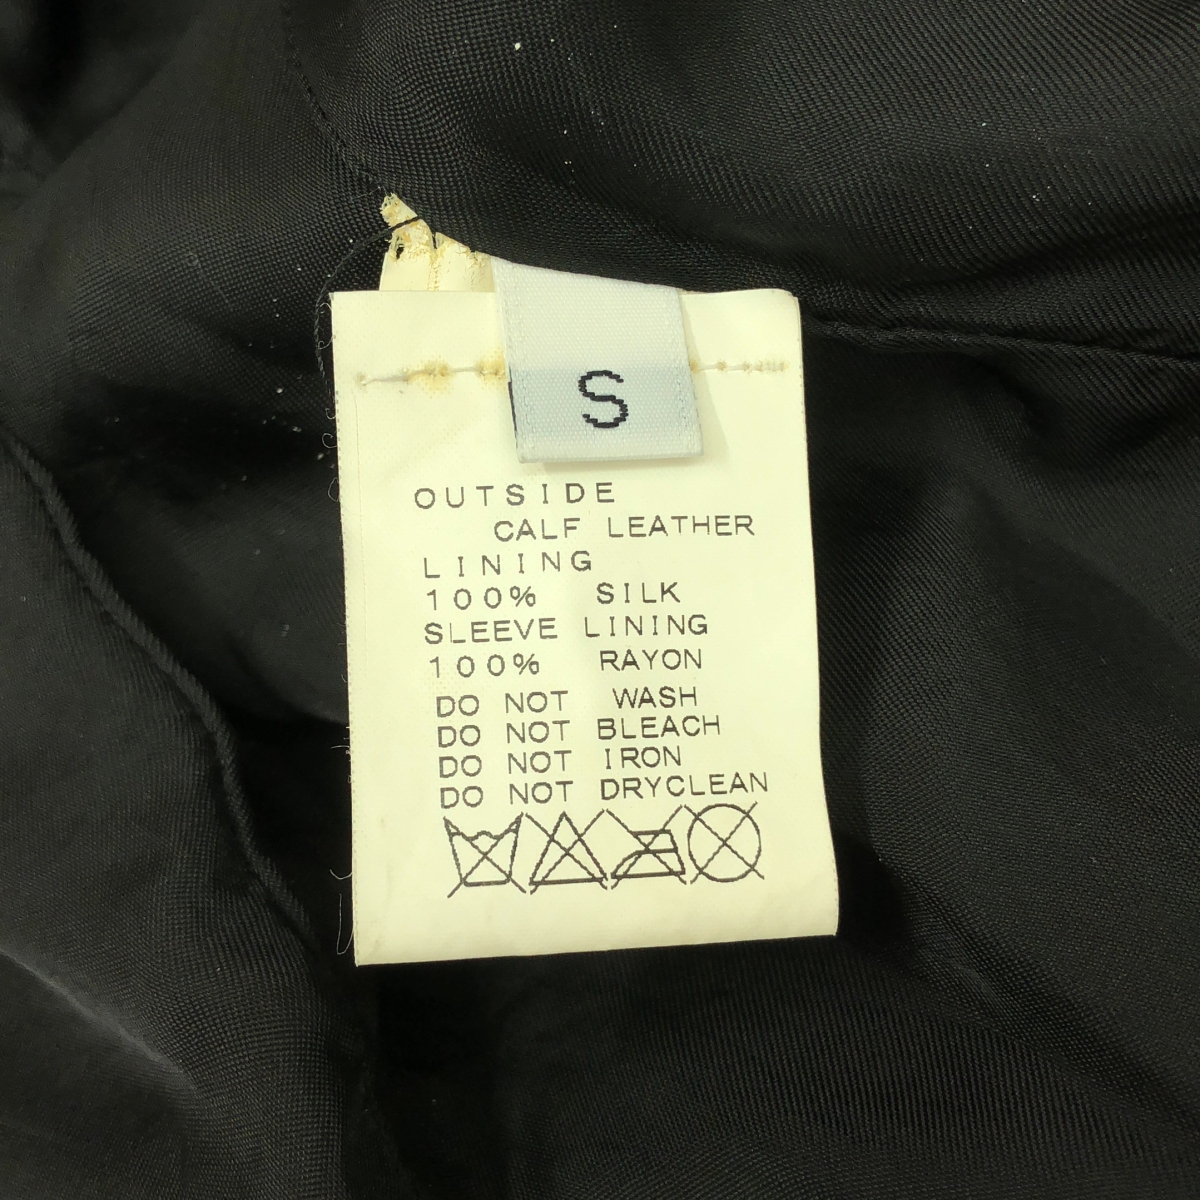 S
OUTSIDE
CALF LEATHER
LINING
100% SILK
SLEEVE LINING
100% RAYON
DO NOT WASH
DO NOT BLEACH
DO NOT IRON
DO NOT DRYCLEAN